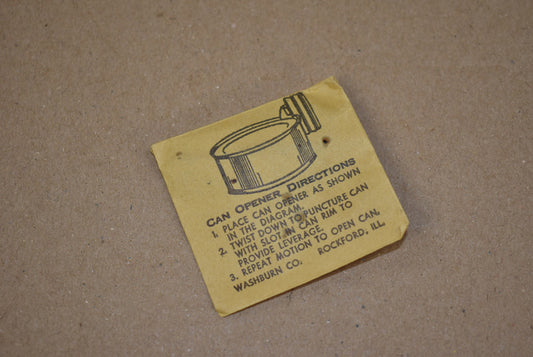 CAN OPENER DIRECTIONS
1. PLACE CAN OPENER AS SHOWN
IN THE DIAGRAM.
2. TWIST DOWN TO PUNCTURE CAN
WITH SLOT IN CAN RIM TO
PROVIDE LEVERAGE.
3. REPEAT MOTION TO OPEN CAN.
WASHBURN CO. ROCKFORD, ILL.